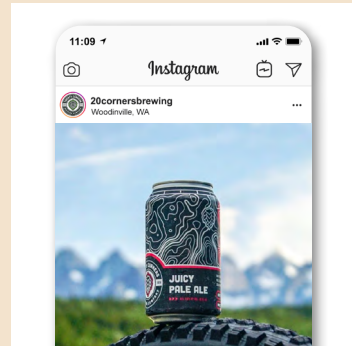 11:09
Instagram
20cornersbrewing
Woodinville, WA
JUICY
PALE ALE